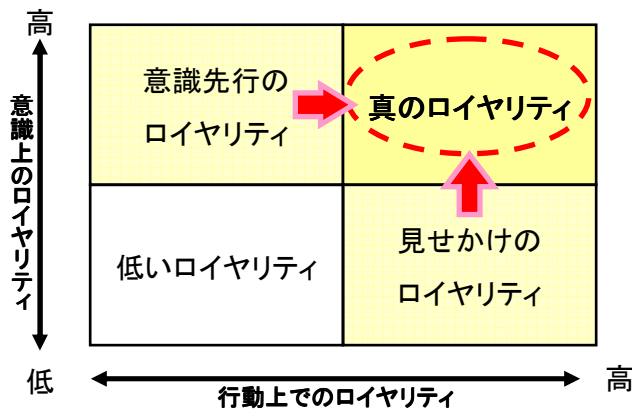 高
意識上のロイヤリティ
意識先行の
ロイヤリティ
真のロイヤリティ
低いロイヤリティ
見せかけの
ロイヤリティ
低
高
行動上でのロイヤリティ